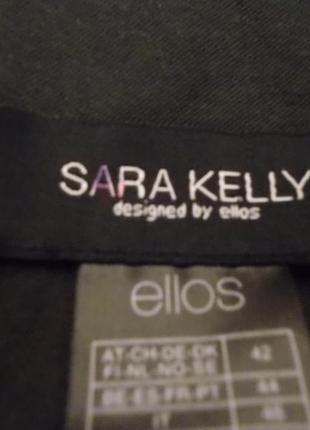 SARA KELLY
designed by ellos
ellos
AT-CH-DE-DK 42
FI-NL-NO-SE
BE-ES-FR-PT 44
IT 46